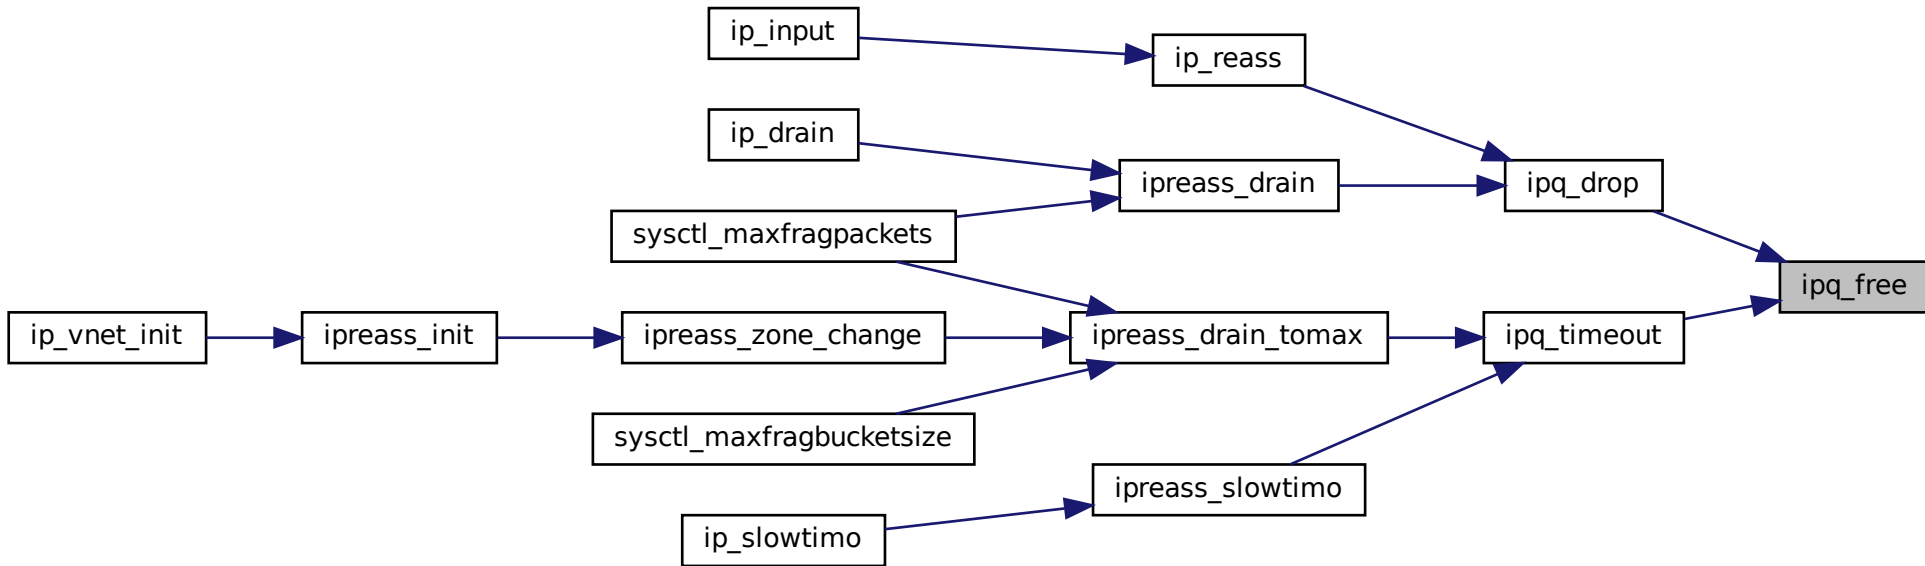 ip_input
ip_reass
ip_drain
ipreass_drain
ipq_drop
sysctl_maxfragpackets
ipq_free
ip_vnet_init
ipreass_init
ipreass_zone_change
ipreass_drain_tomax
ipq_timeout
sysctl_maxfragbucketsize
ipreass_slowtimo
ip_slowtimo